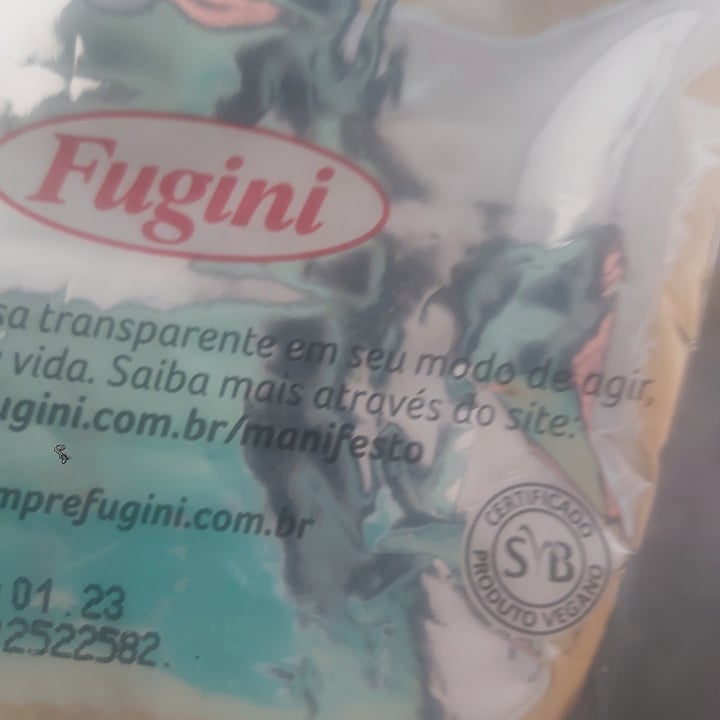 Fugini
sa transparente em seu modo de agir,
vida. Saiba mais através do site:
ugini.com.br/manifesto
mprefugini.com.br
CERTIFICADO
SVB
PRODUTO VEGANO
01.23
2522582.